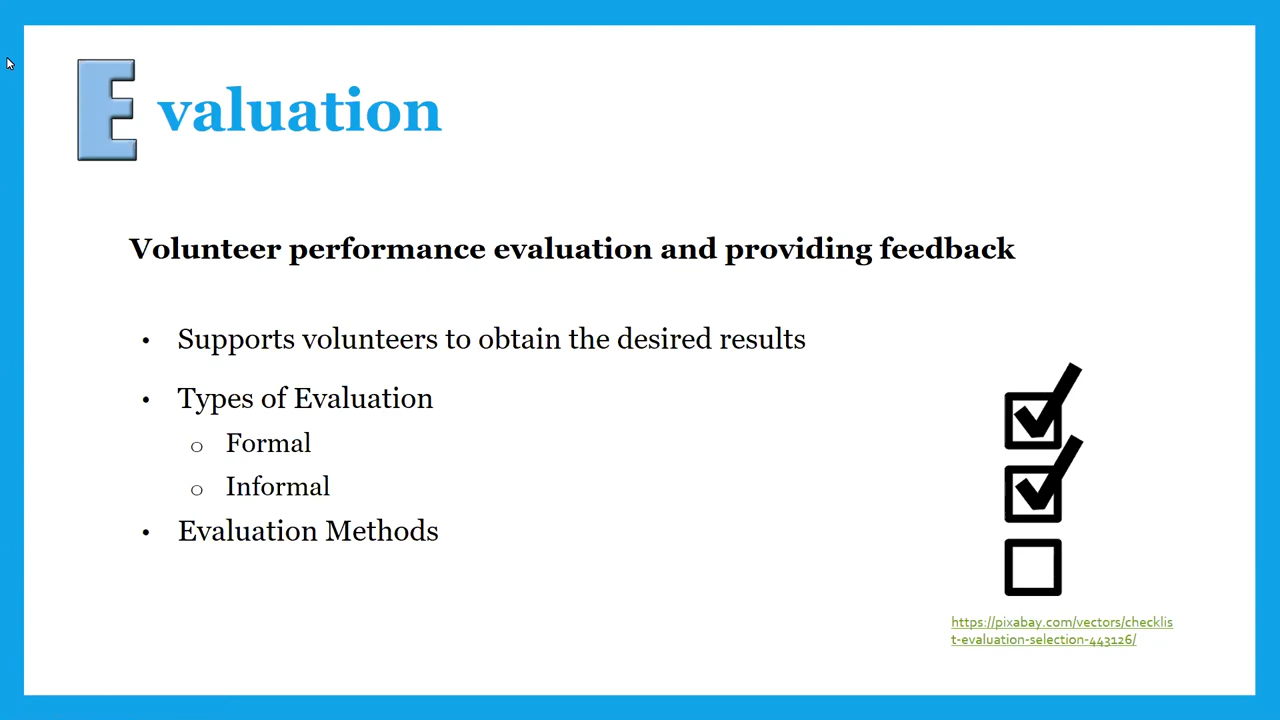 Evaluation
Volunteer performance evaluation and providing feedback
• Supports volunteers to obtain the desired results
• Types of Evaluation
o Formal
o Informal
• Evaluation Methods
https://pixabay.com/vectors/checklis
t-evaluation-selection-443126/